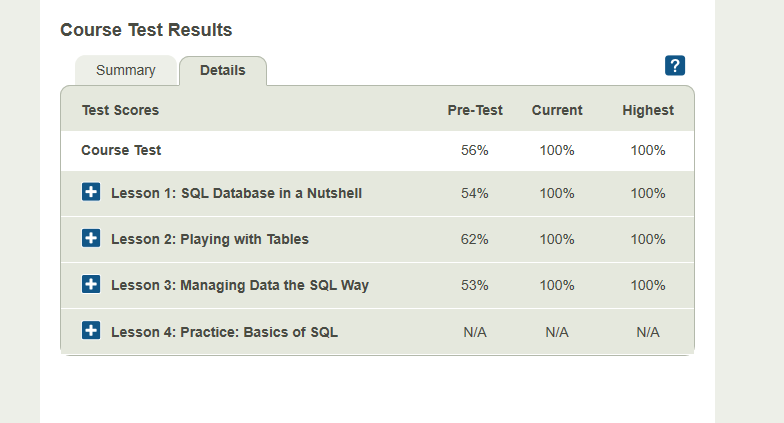 Course Test Results
Summary Details ?
Test Scores Pre-Test Current Highest
Course Test 56% 100% 100%
Lesson 1: SQL Database in a Nutshell 54% 100% 100%
Lesson 2: Playing with Tables 62% 100% 100%
Lesson 3: Managing Data the SQL Way 53% 100% 100%
Lesson 4: Practice: Basics of SQL N/A N/A N/A